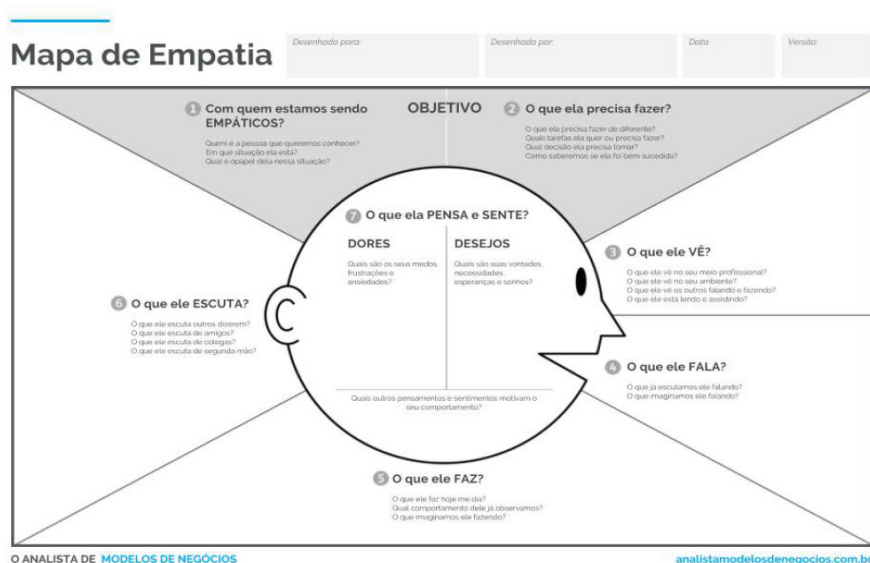 Mapa de Empatia
Desenhado para:
Desenhado por:
Data:
Versão:
1 Com quem estamos sendo
EMPÁTICOS?
Quem é a pessoa que queremos conhecer?
Em que situação ela está?
Qual é opapel dela nessa situação?
OBJETIVO
2 O que ela precisa fazer?
O que ela precisa fazer de diferente?
Quais tarefas ela quer ou precisa fazer?
Qual decisão ela precisa tomar?
Como saberemos se ela foi bem sucedida?
7 O que ela PENSA e SENTE?
DORES
Quais são os seus medos,
frustrações e
ansiedades?
DESEJOS
Quais são suas vontades,
necessidades,
esperanças e sonhos?
Quais outros pensamentos e sentimentos motivam o
seu comportamento?
3 O que ele VÊ?
O que ele vê no seu meio profissional?
O que ele vê no seu ambiente?
O que ele vê os outros falando e fazendo?
O que ele está lendo e assistindo?
4 O que ele FALA?
O que já escutamos ele falando?
O que imaginamos ele falando?
5 O que ele FAZ?
O que ele faz hoje me dia?
Qual comportamento dele já observamos?
O que imaginamos ele fazendo?
6 O que ele ESCUTA?
O que ele escuta outros dizerem?
O que ele escuta de amigos?
O que ele escuta de colegas?
O que ele escuta de segunda mão?
O ANALISTA DE MODELOS DE NEGÓCIOS
analistamodelosdenegocios.com.br